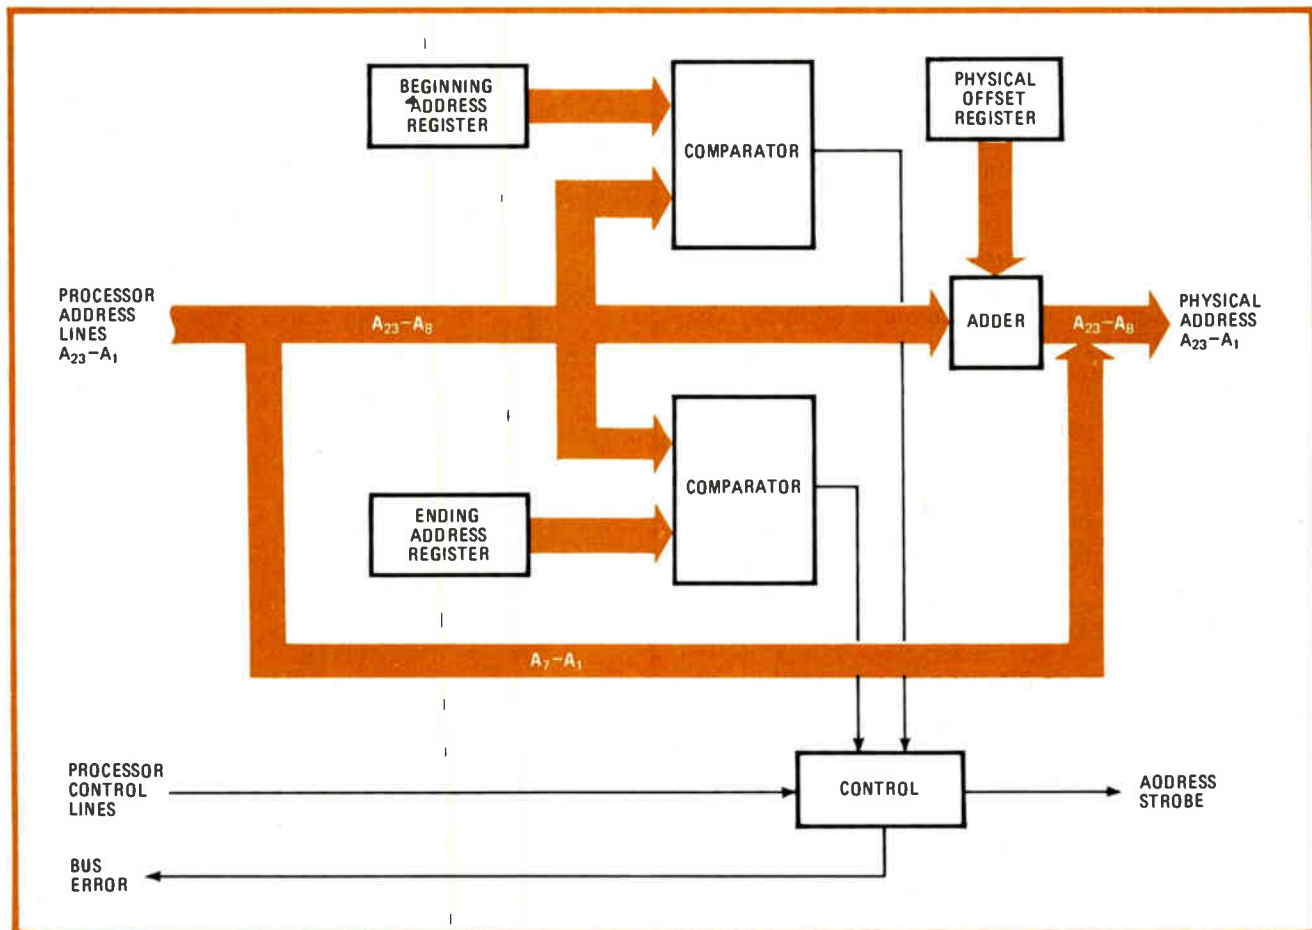 BEGINNING
ADDRESS
REGISTER
COMPARATOR
PHYSICAL
OFFSET
REGISTER
PROCESSOR
ADDRESS
LINES
A₂₃–A₁
A₂₃–A₈
ADDER
A₂₃–A₈
PHYSICAL
ADDRESS
A₂₃–A₁
COMPARATOR
ENDING
ADDRESS
REGISTER
A₇–A₁
PROCESSOR
CONTROL
LINES
CONTROL
ADDRESS
STROBE
BUS
ERROR